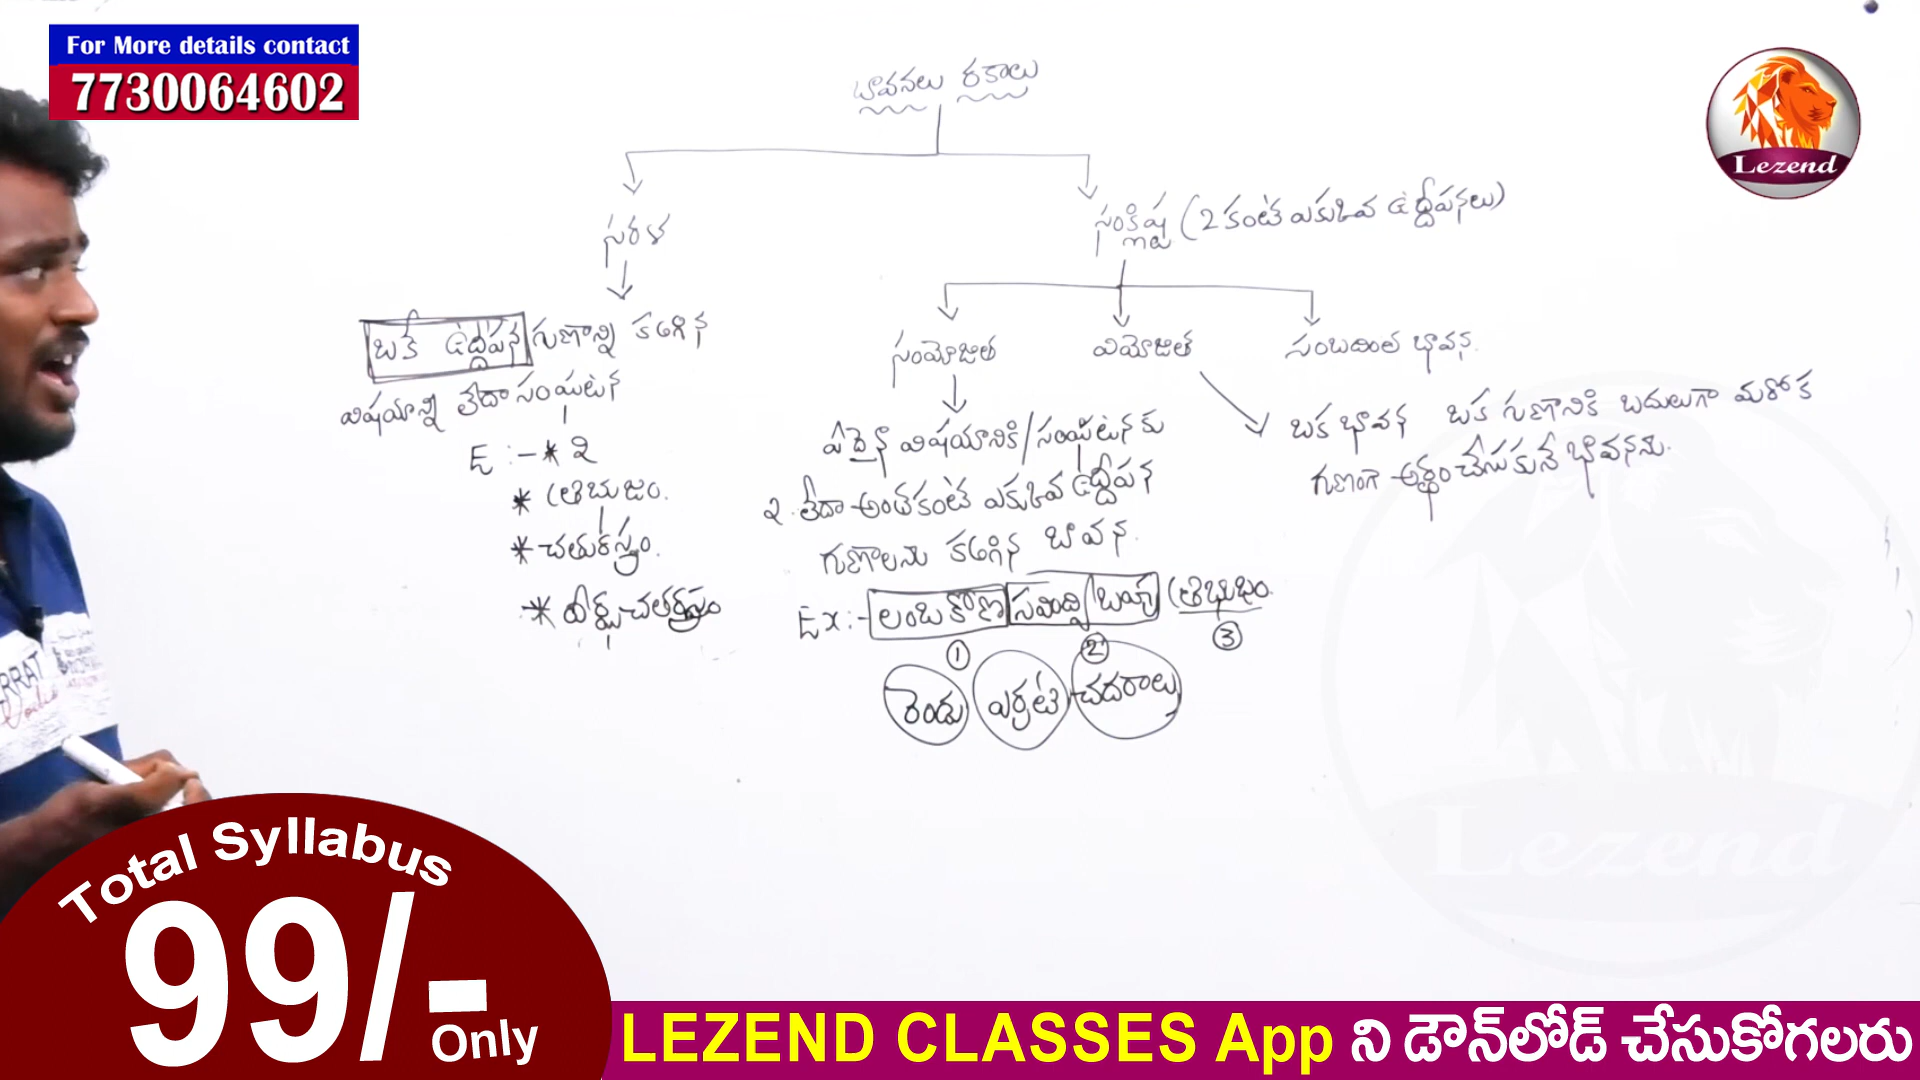 For More details contact
7730064602
Lezend
భావనలు రకాలు
సరళ
సంక్లిష్ట (2 కంటే ఎక్కువ ఉద్దీపనలు)
ఒకే ఉద్దీపన గుణాన్ని కలిగిన
విషయాన్ని లేదా సంఘటన
E :- * 2
* త్రిభుజం.
* చతురస్రం.
* దీర్ఘచతురస్రం
సంయోజిత
వియోజిత
సంబందిత భావన.
ఏదైనా విషయానికి/సంఘటనకు
2. లేదా అంతకంటే ఎక్కువ ఉద్దీపన
గుణాలను కలిగిన భావన.
Ex :- లంబకోణ సమద్వి బాహు త్రిభుజం.
1 2 3
రెండు ఎర్రటి చదరాలు
ఒక భావన ఒక గుణానికి బదులుగా మరోక
గుణంగా అర్థం చేసుకునే భావనను.
Total Syllabus
99/-
Only
LEZEND CLASSES App ని డౌన్‌లోడ్ చేసుకోగలరు
Lezend